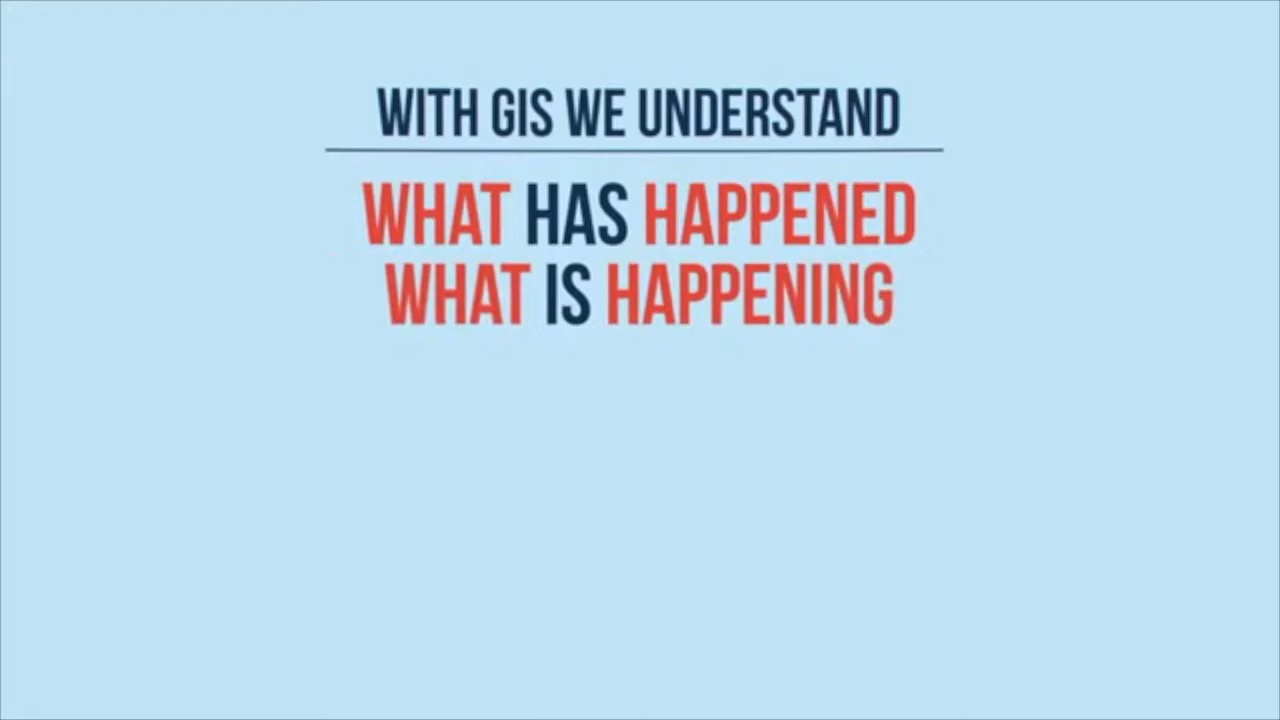 WITH GIS WE UNDERSTAND
WHAT HAS HAPPENED
WHAT IS HAPPENING